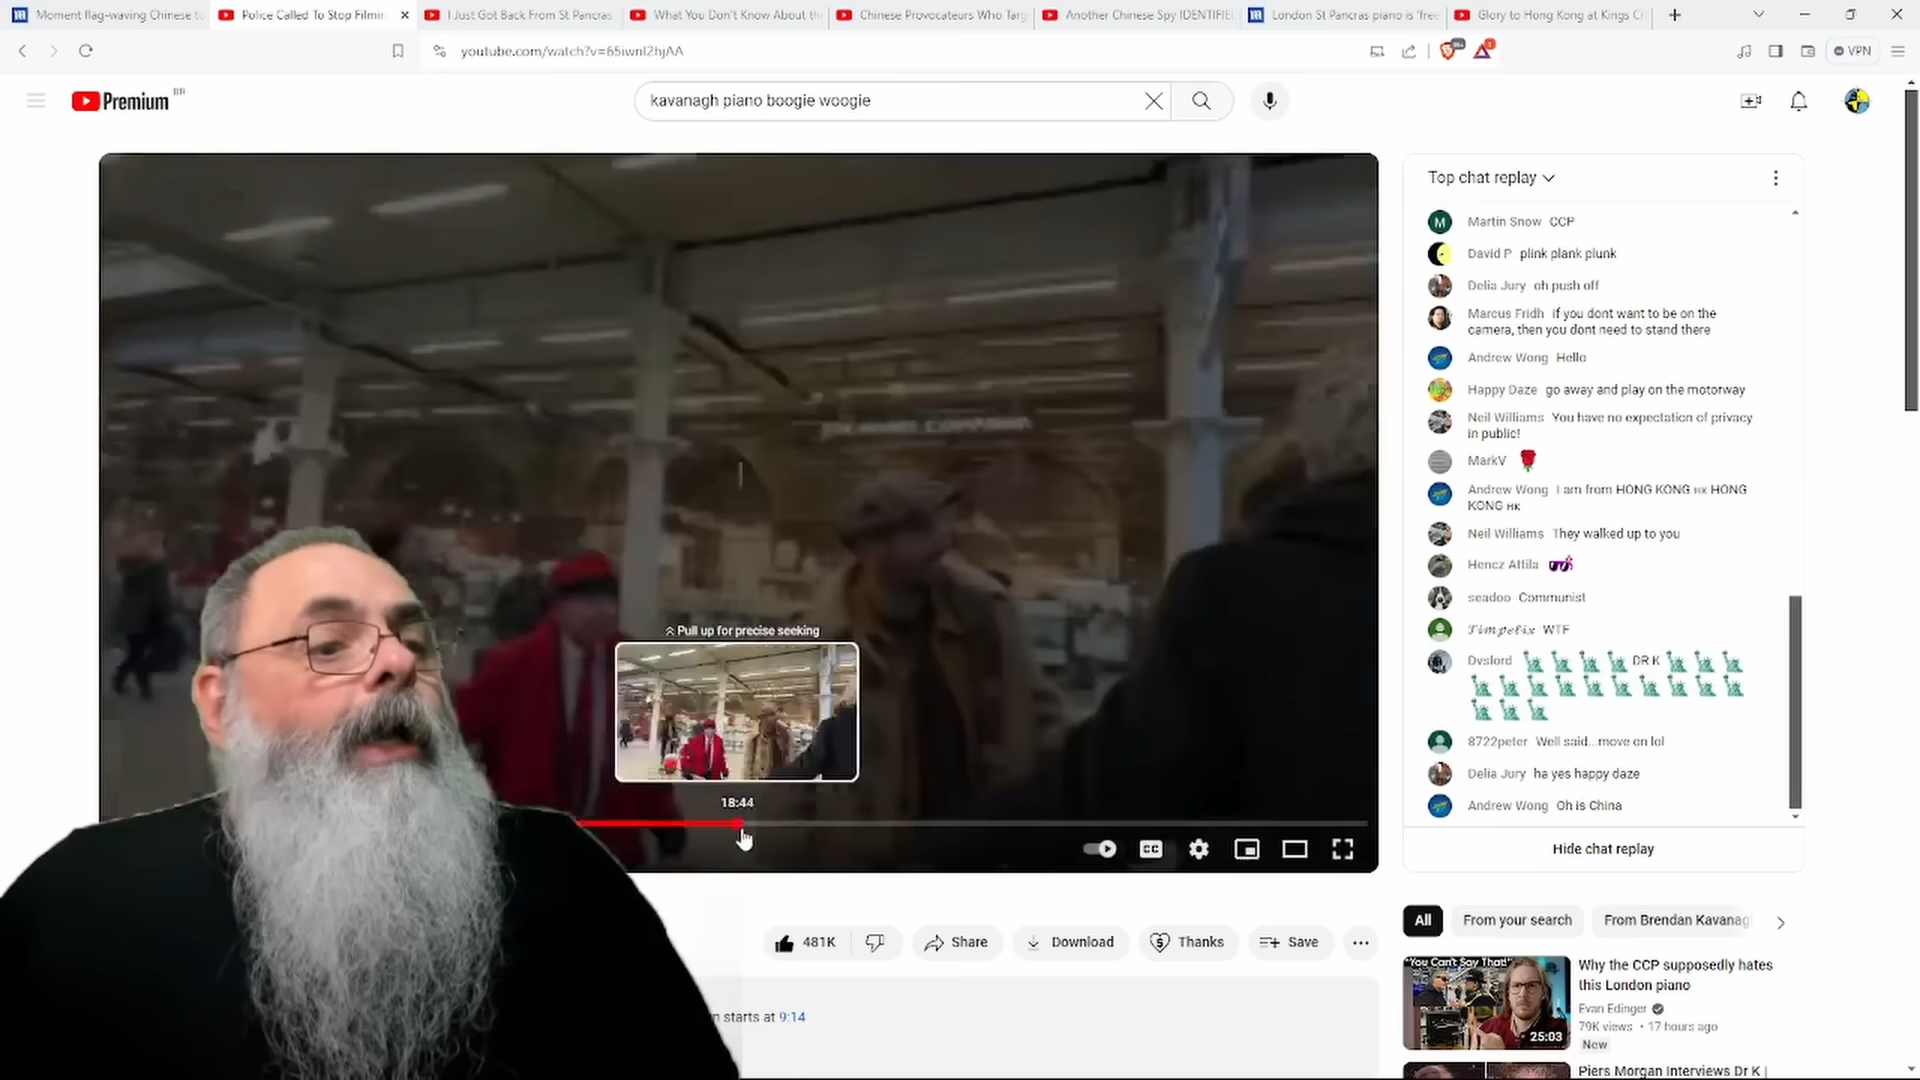 Moment flag-waving Chinese to
Police Called To Stop Filmin
I Just Got Back From St Pancras
What You Don't Know About th
Chinese Provocateurs Who Targ
Another Chinese Spy IDENTIFIE
London St Pancras piano is 'free
Glory to Hong Kong at Kings C
youtube.com/watch?v=65iwnI2hjAA
VPN
Premium BR
kavanagh piano boogie woogie
Top chat replay
Martin Snow CCP
David P plink plank plunk
Delia Jury oh push off
Marcus Fridh if you dont want to be on the
camera, then you dont need to stand there
Andrew Wong Hello
Happy Daze go away and play on the motorway
Neil Williams You have no expectation of privacy
in public!
MarkV 🌹
Andrew Wong I am from HONG KONG HK HONG
KONG HK
Neil Williams They walked up to you
Hencz Attila
seadoo Communist
𝒯𝒾𝓂𝓅𝑒𝓁𝒾𝓍 WTF
Dvslord 🗽🗽🗽🗽 DR K 🗽🗽🗽
🗽🗽🗽🗽🗽🗽🗽🗽🗽🗽
🗽🗽🗽
8722peter Well said...move on lol
Delia Jury ha yes happy daze
Andrew Wong Oh is China
Hide chat replay
Pull up for precise seeking
18:44
CC
481K
Share
Download
Thanks
Save
n starts at 9:14
All
From your search
From Brendan Kavanag
"You Can't Say That!"
25:03
Why the CCP supposedly hates
this London piano
Evan Edinger
79K views • 17 hours ago
New
Piers Morgan Interviews Dr K |